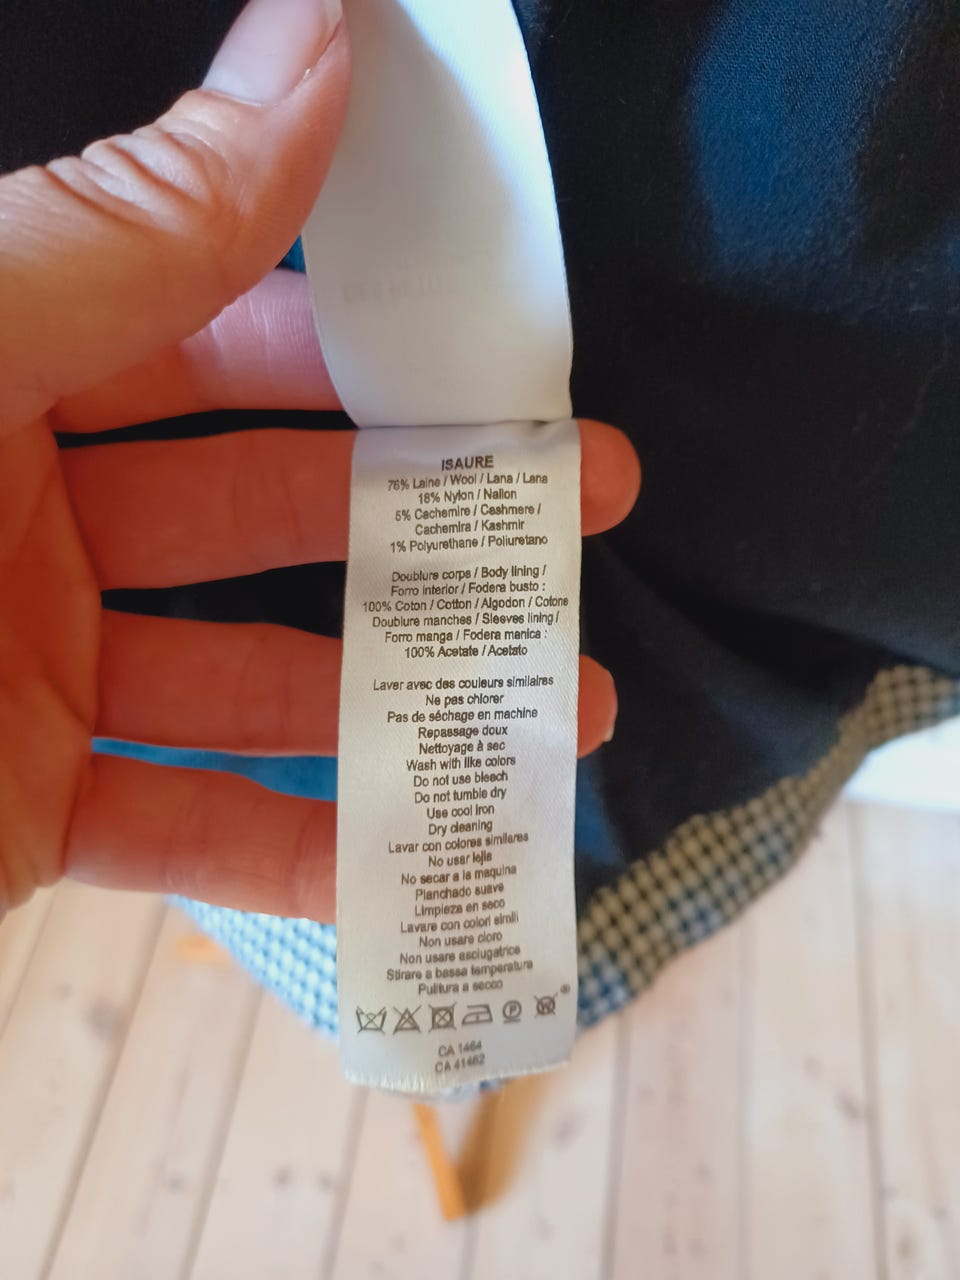 ISAURE
76% Laine / Wool / Lana / Lana
18% Nylon / Nailon
5% Cachemire / Cashmere /
Cachemira / Kashmir
1% Polyurethane / Poliuretano
Doublure corps / Body lining /
Forro interior / Fodera busto :
100% Coton / Cotton / Algodon / Cotone
Doublure manches / Sleeves lining /
Forro manga / Fodera manica :
100% Acetate / Acetato
Laver avec des couleurs similaires
Ne pas chlorer
Pas de séchage en machine
Repassage doux
Nettoyage à sec
Wash with like colors
Do not use bleach
Do not tumble dry
Use cool iron
Dry cleaning
Lavar con colores similares
No usar lejia
No secar a la maquina
Planchado suave
Limpieza en seco
Lavare con colori simili
Non usare cloro
Non usare asciugatrice
Stirare a bassa temperatura
Pulitura a secco
P W ®
CA 1464
CA 41462